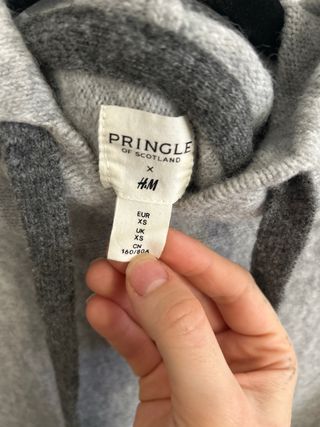 PRINGLE
OF SCOTLAND
×
H&M
EUR
XS
UK
XS
CN
160/80A